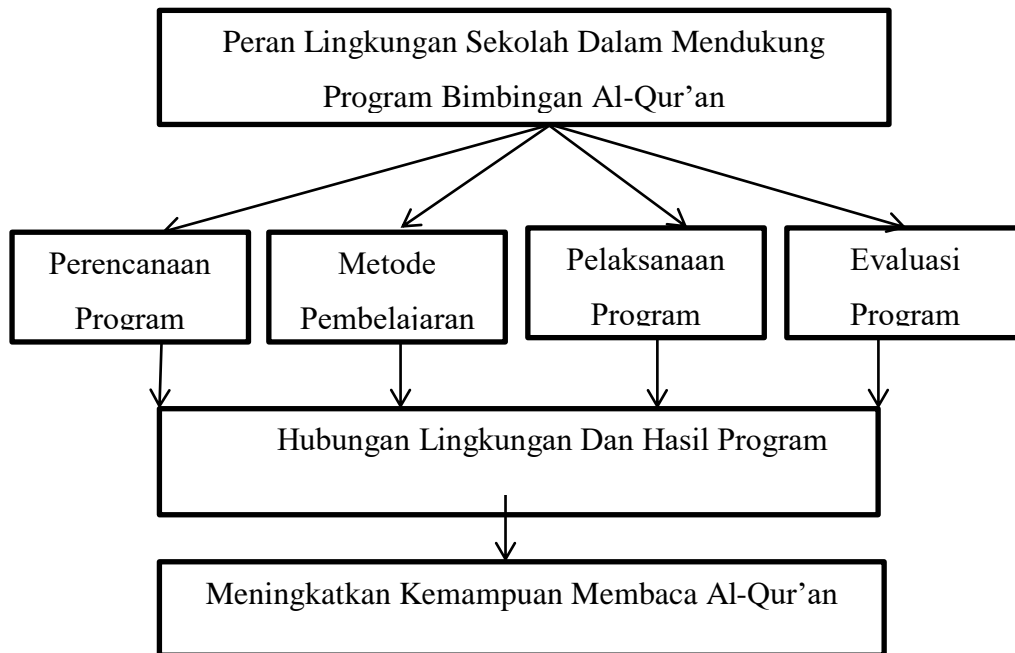 Peran Lingkungan Sekolah Dalam Mendukung
Program Bimbingan Al-Qur’an
Perencanaan
Program
Metode
Pembelajaran
Pelaksanaan
Program
Evaluasi
Program
Hubungan Lingkungan Dan Hasil Program
Meningkatkan Kemampuan Membaca Al-Qur’an